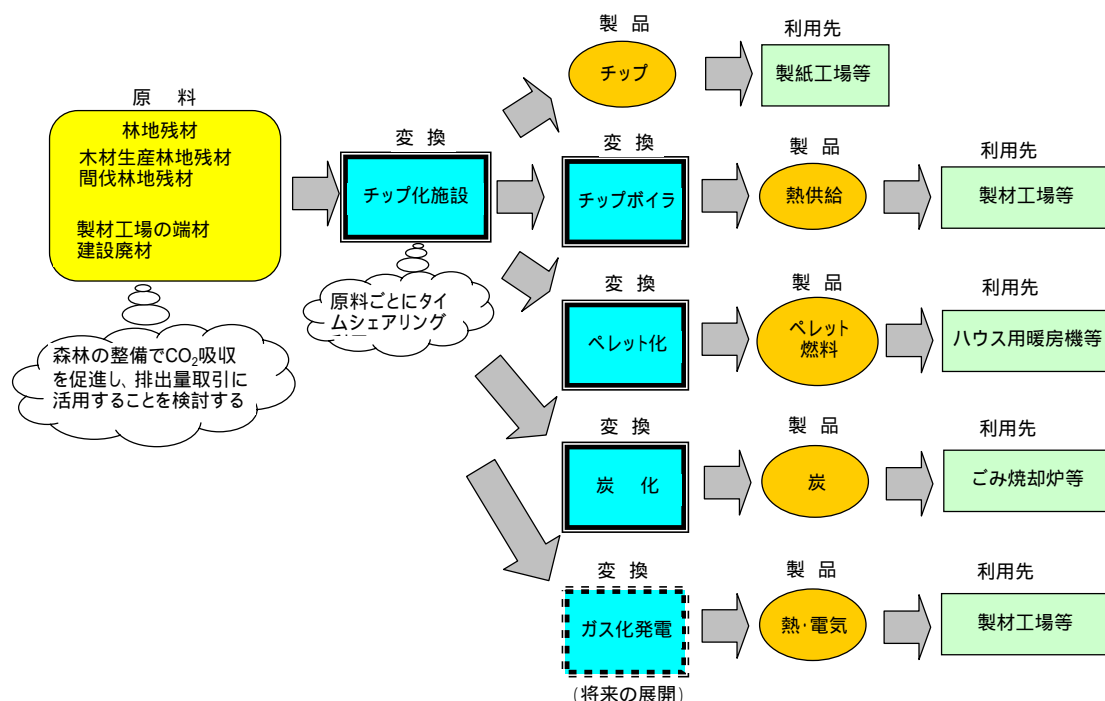 原 料
林地残材
木材生産林地残材
間伐林地残材
製材工場の端材
建設廃材
森林の整備でCO₂吸収
を促進し、排出量取引に
活用することを検討する
変 換
チップ化施設
原料ごとにタイ
ムシェアリング
製 品
チップ
利用先
製紙工場等
変 換
チップボイラ
製 品
熱供給
利用先
製材工場等
変 換
ペレット化
製 品
ペレット
燃料
利用先
ハウス用暖房機等
変 換
炭 化
製 品
炭
利用先
ごみ焼却炉等
変 換
ガス化発電
(将来の展開)
製 品
熱・電気
利用先
製材工場等